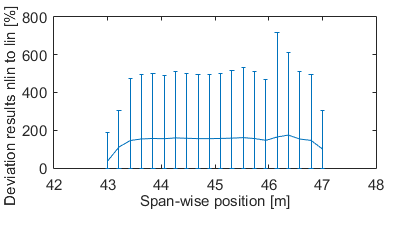 Deviation results nlin to lin [%]
800
600
400
200
0
42 43 44 45 46 47 48
Span-wise position [m]